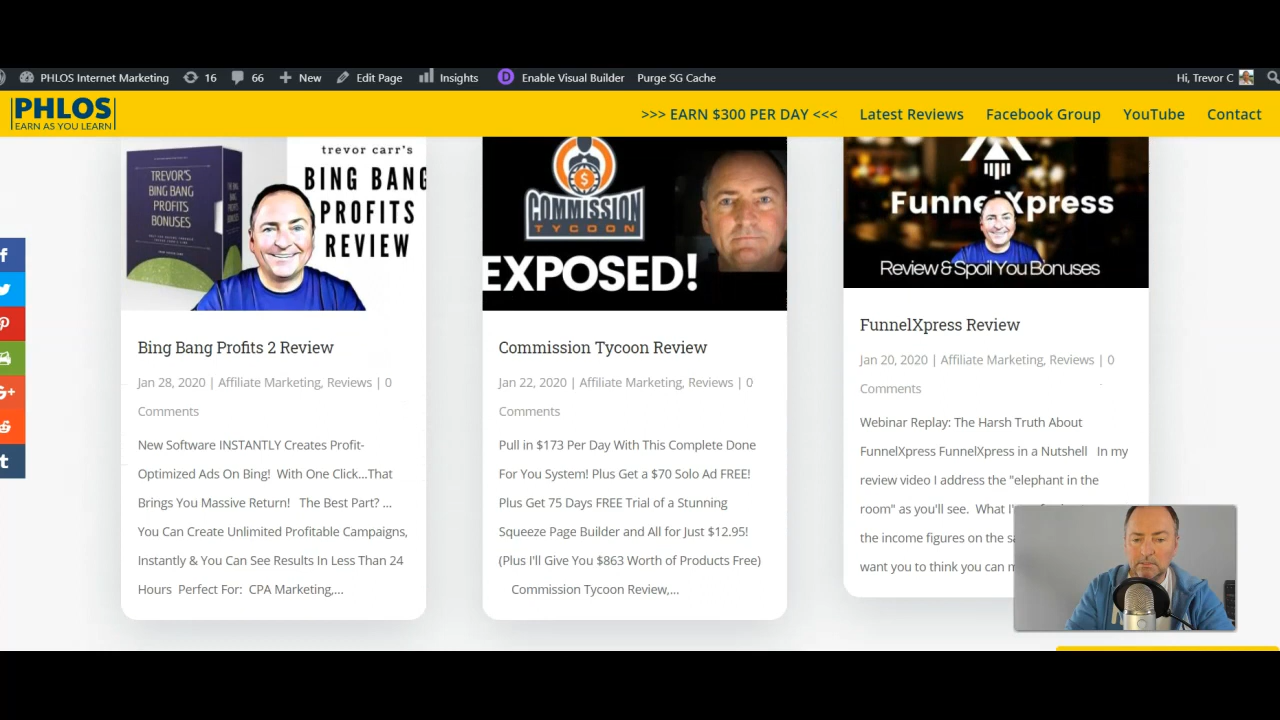 PHLOS Internet Marketing 16 66 New Edit Page Insights D Enable Visual Builder Purge SG Cache Hi, Trevor C
PHLOS
EARN AS YOU LEARN
>>> EARN $300 PER DAY <<< Latest Reviews Facebook Group YouTube Contact
TREVOR'S
BING BANG
PROFITS
BONUSES
trevor carr's
BING BANG
PROFITS
REVIEW
COMMISSION
TYCOON
EXPOSED!
FunnelXpress
Review & Spoil You Bonuses
Bing Bang Profits 2 Review
Jan 28, 2020 | Affiliate Marketing, Reviews | 0
Comments
New Software INSTANTLY Creates Profit-
Optimized Ads On Bing! With One Click...That
Brings You Massive Return! The Best Part? ...
You Can Create Unlimited Profitable Campaigns,
Instantly & You Can See Results In Less Than 24
Hours Perfect For: CPA Marketing,...
Commission Tycoon Review
Jan 22, 2020 | Affiliate Marketing, Reviews | 0
Comments
Pull in $173 Per Day With This Complete Done
For You System! Plus Get a $70 Solo Ad FREE!
Plus Get 75 Days FREE Trial of a Stunning
Squeeze Page Builder and All for Just $12.95!
(Plus I'll Give You $863 Worth of Products Free)
Commission Tycoon Review,...
FunnelXpress Review
Jan 20, 2020 | Affiliate Marketing, Reviews | 0
Comments
Webinar Replay: The Harsh Truth About
FunnelXpress FunnelXpress in a Nutshell In my
review video I address the "elephant in the
room" as you'll see. What
the income figures on the
want you to think you can